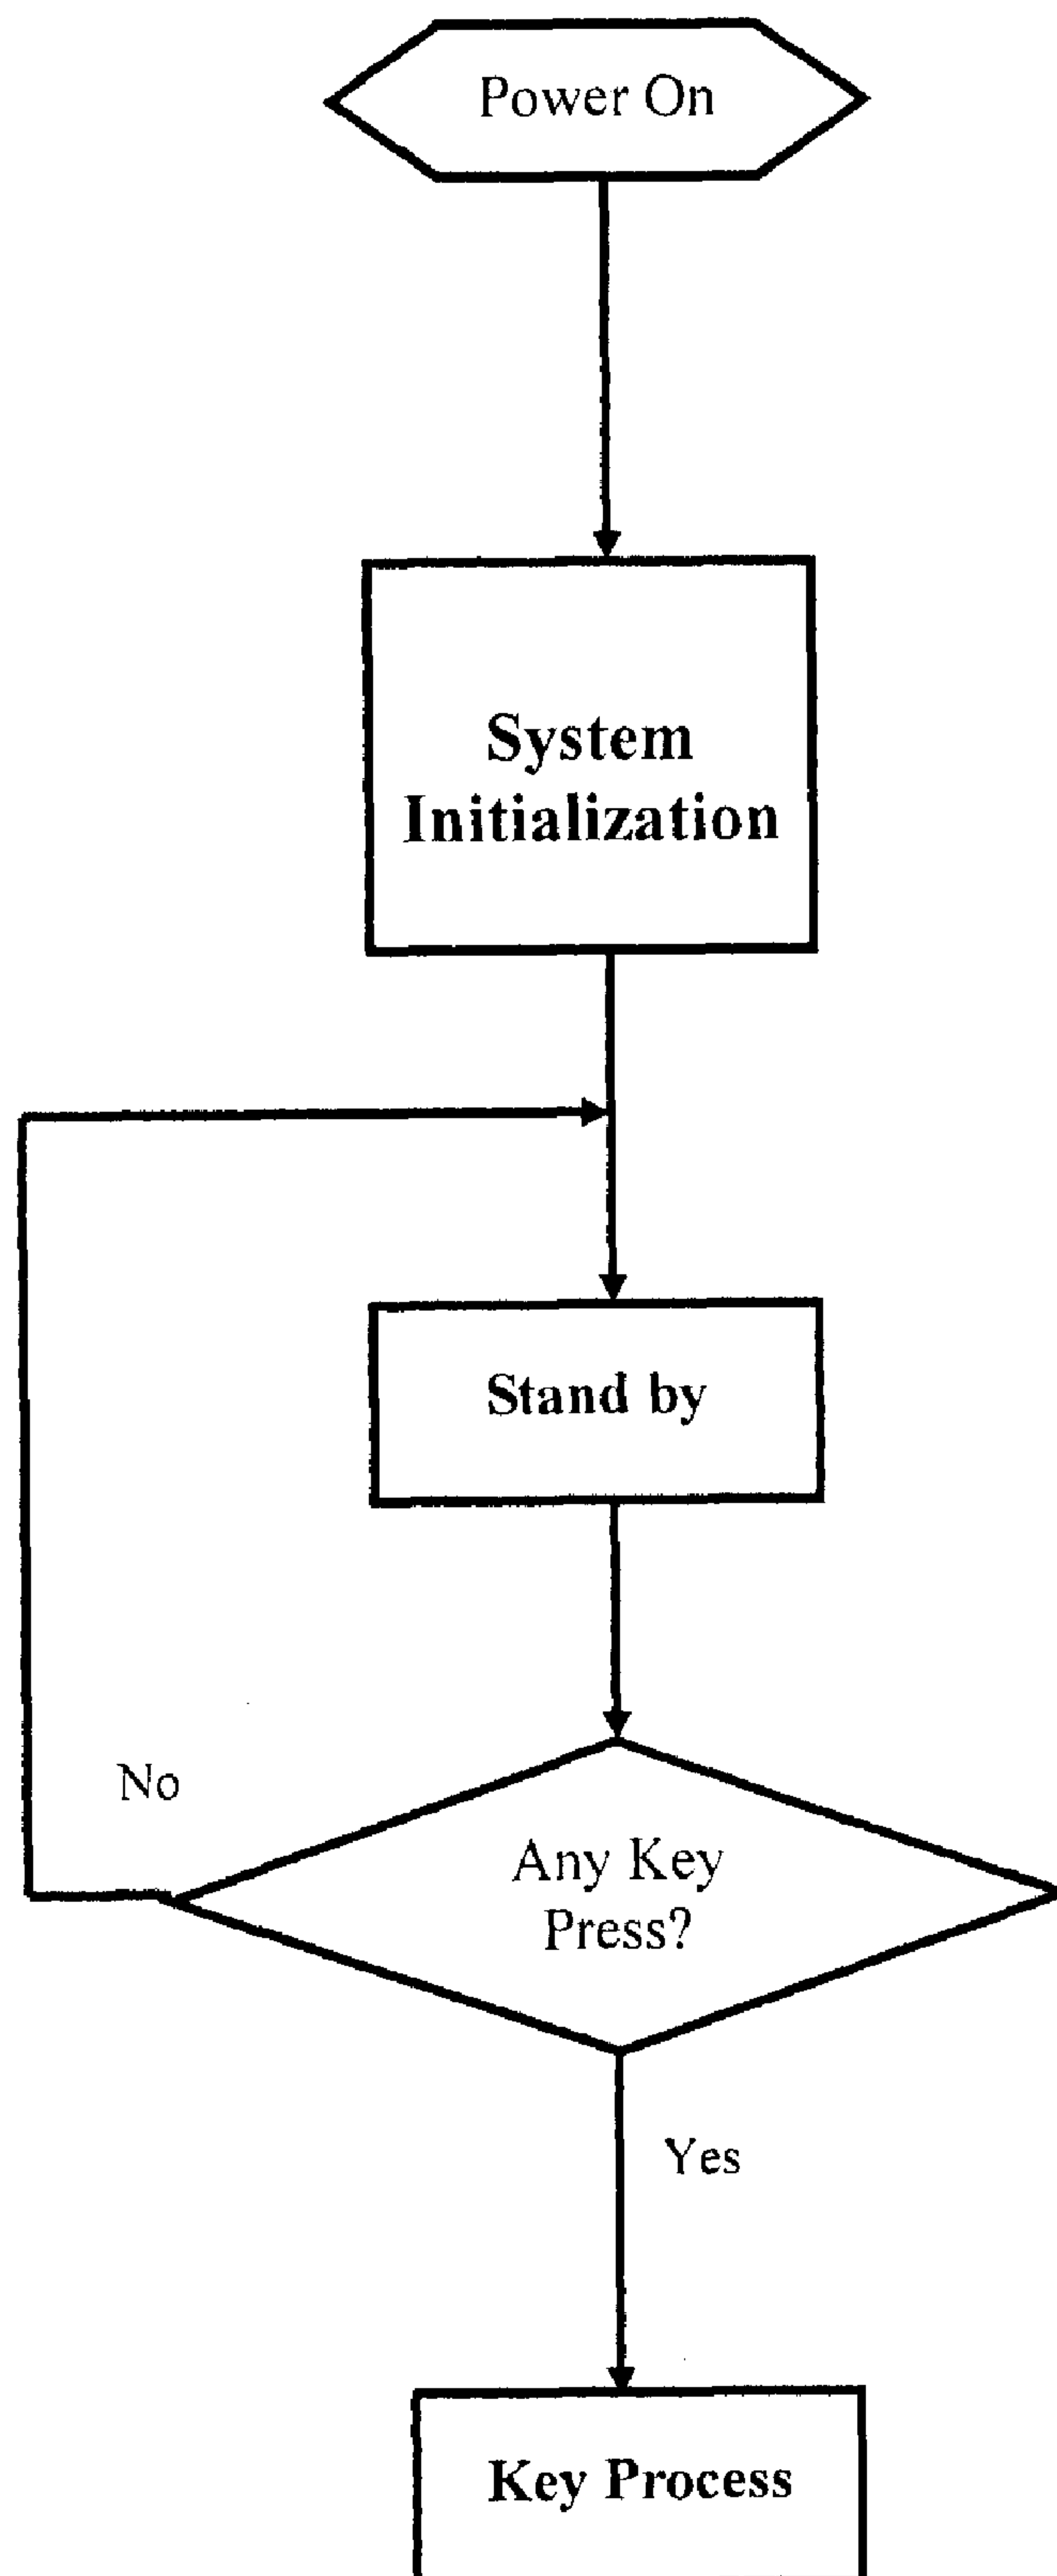 Power On
System
Initialization
Stand by
No
Any Key
Press?
Yes
Key Process